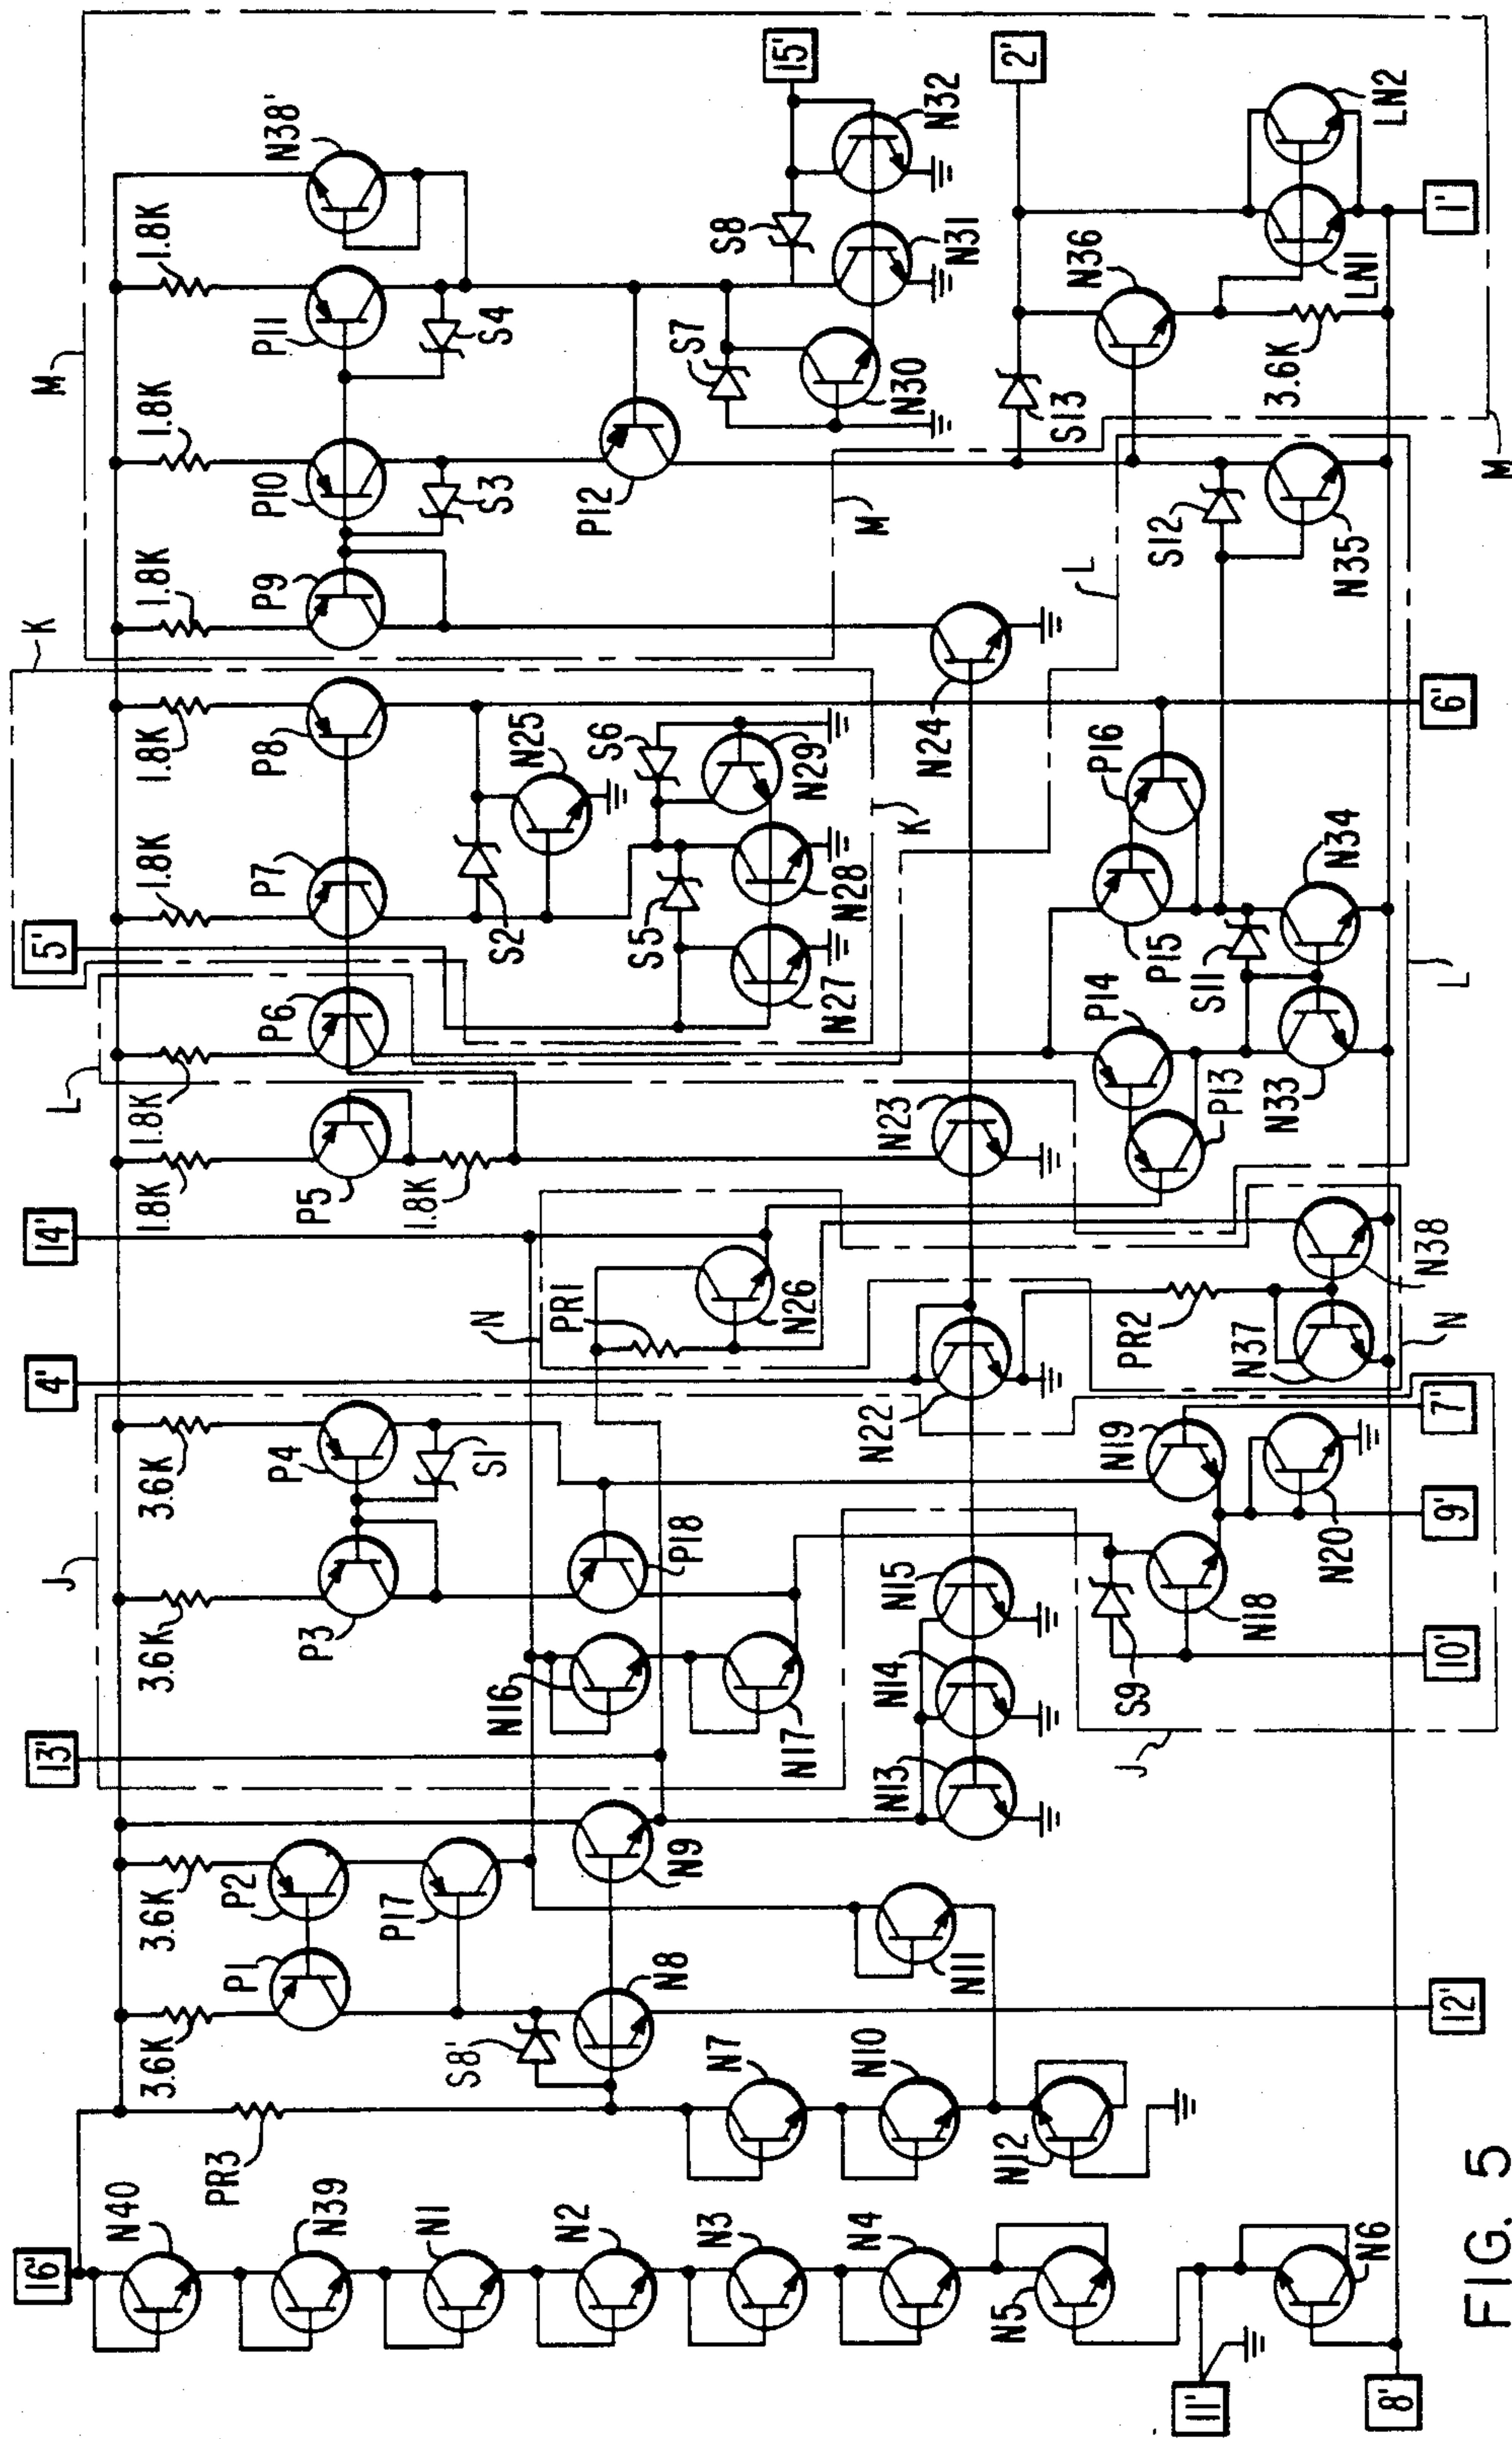 16'
13'
4'
14'
5'
K
M
N40
PR3
3.6K
P1
3.6K
P2
J
3.6K
P3
3.6K
P4
S1
1.8K
P5
1.8K
L
1.8K
P6
1.8K
P7
1.8K
P8
1.8K
P9
1.8K
P10
S3
1.8K
P11
S4
N38'
N39
S8'
P17
N16
P18
N
PR1
S2
N25
P12
N1
N8
N9
N17
N26
S5
S6
M
S7
S8
15'
N2
N7
N27
N28
N29
K
N30
N31
N32
N3
N10
N11
N13
N14
N15
N22
N23
N24
L
S13
2'
N4
N12
J
S9
N18
N19
PR2
P13
P14
P15
P16
S12
N36
N5
N20
N37
N38
N33
S11
N34
N35
3.6K
LN1
LN2
N
L
M
11'
N6
8'
12'
10'
9'
7'
6'
1'
FIG. 5